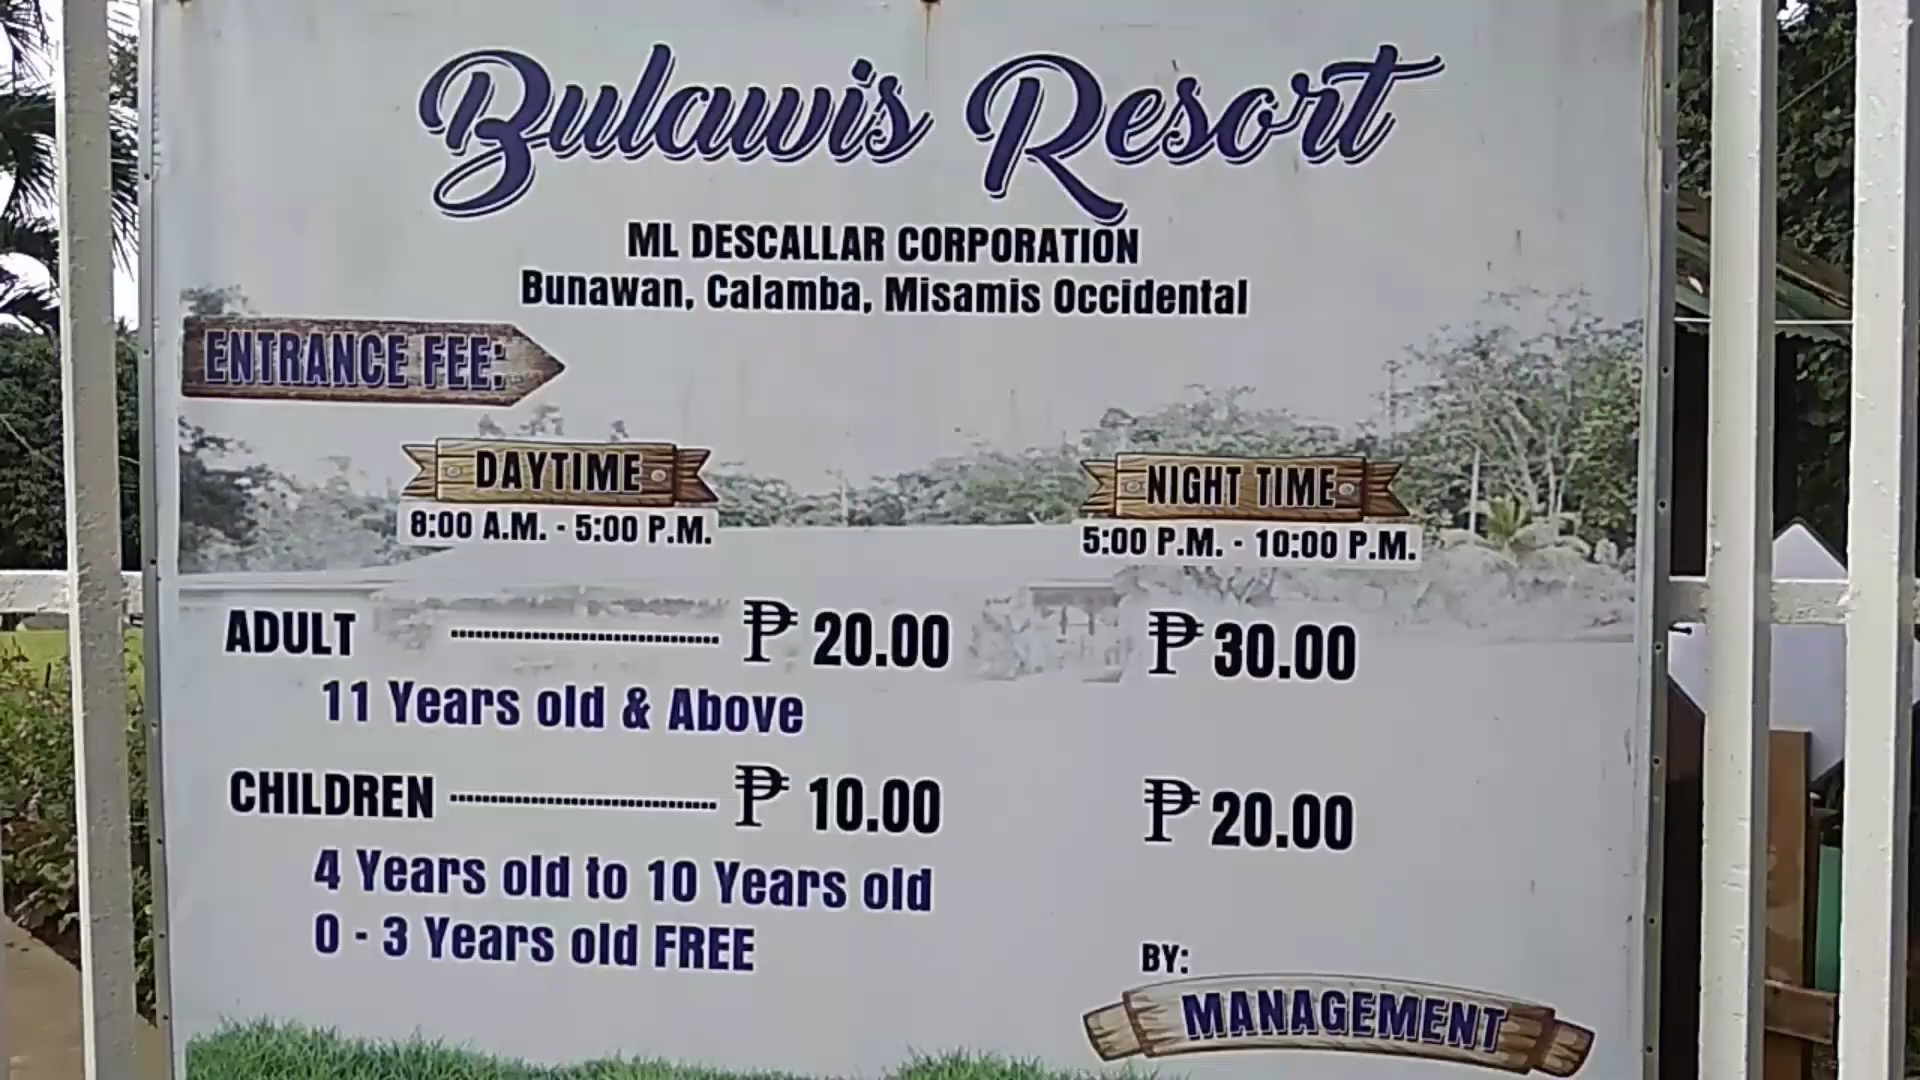 Bulawis Resort
ML DESCALLAR CORPORATION
Bunawan, Calamba, Misamis Occidental
ENTRANCE FEE:
DAYTIME NIGHT TIME
8:00 A.M. - 5:00 P.M. 5:00 P.M. - 10:00 P.M.
ADULT ---------------------------------- ₱ 20.00 ₱ 30.00
11 Years old & Above
CHILDREN ---------------------------------- ₱ 10.00 ₱ 20.00
4 Years old to 10 Years old
0 - 3 Years old FREE
BY:
MANAGEMENT